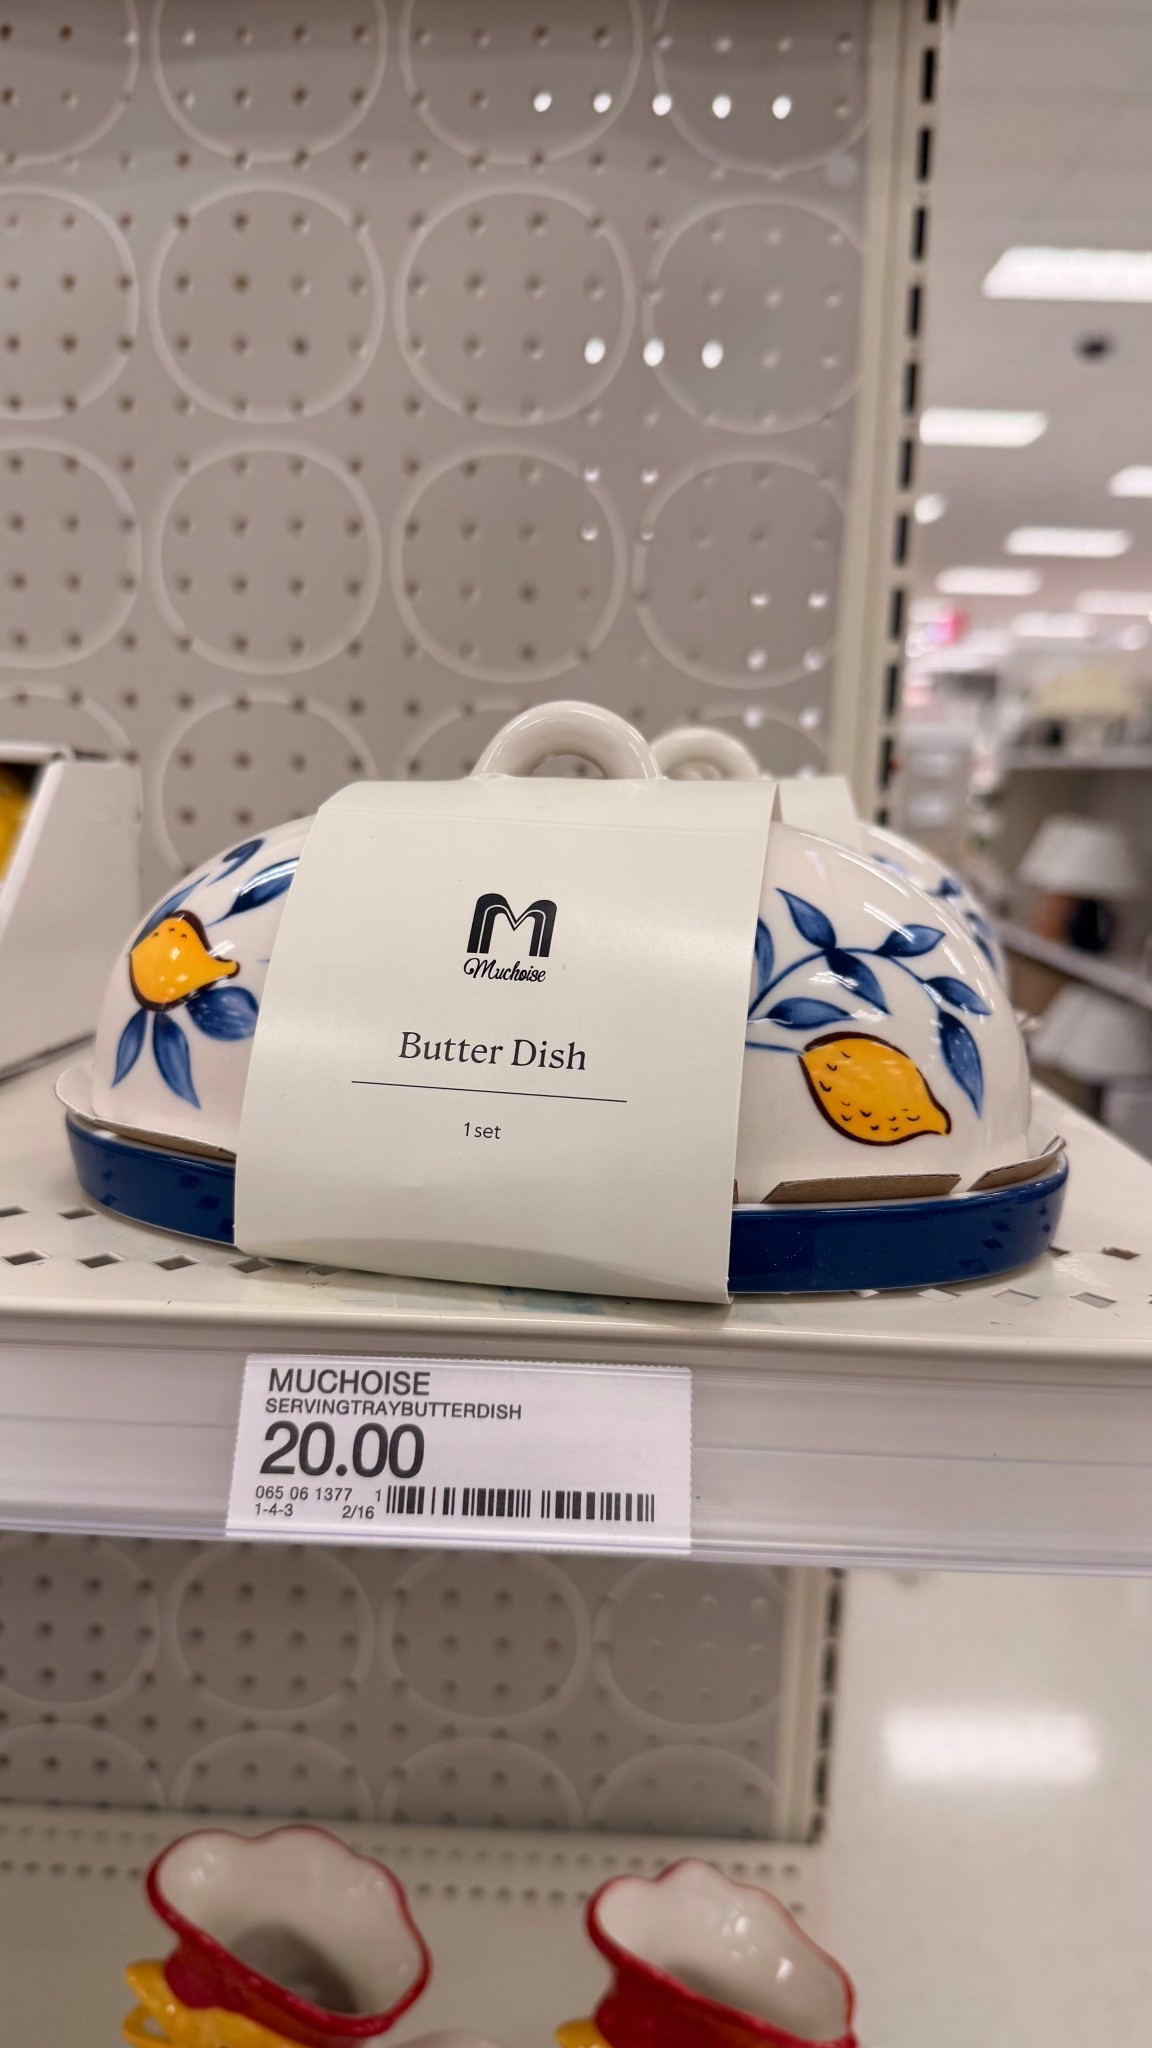 M
Muchoise
Butter Dish
1 set
MUCHOISE
SERVINGTRAYBUTTERDISH
20.00
065 06 1377 1
1-4-3 2/16